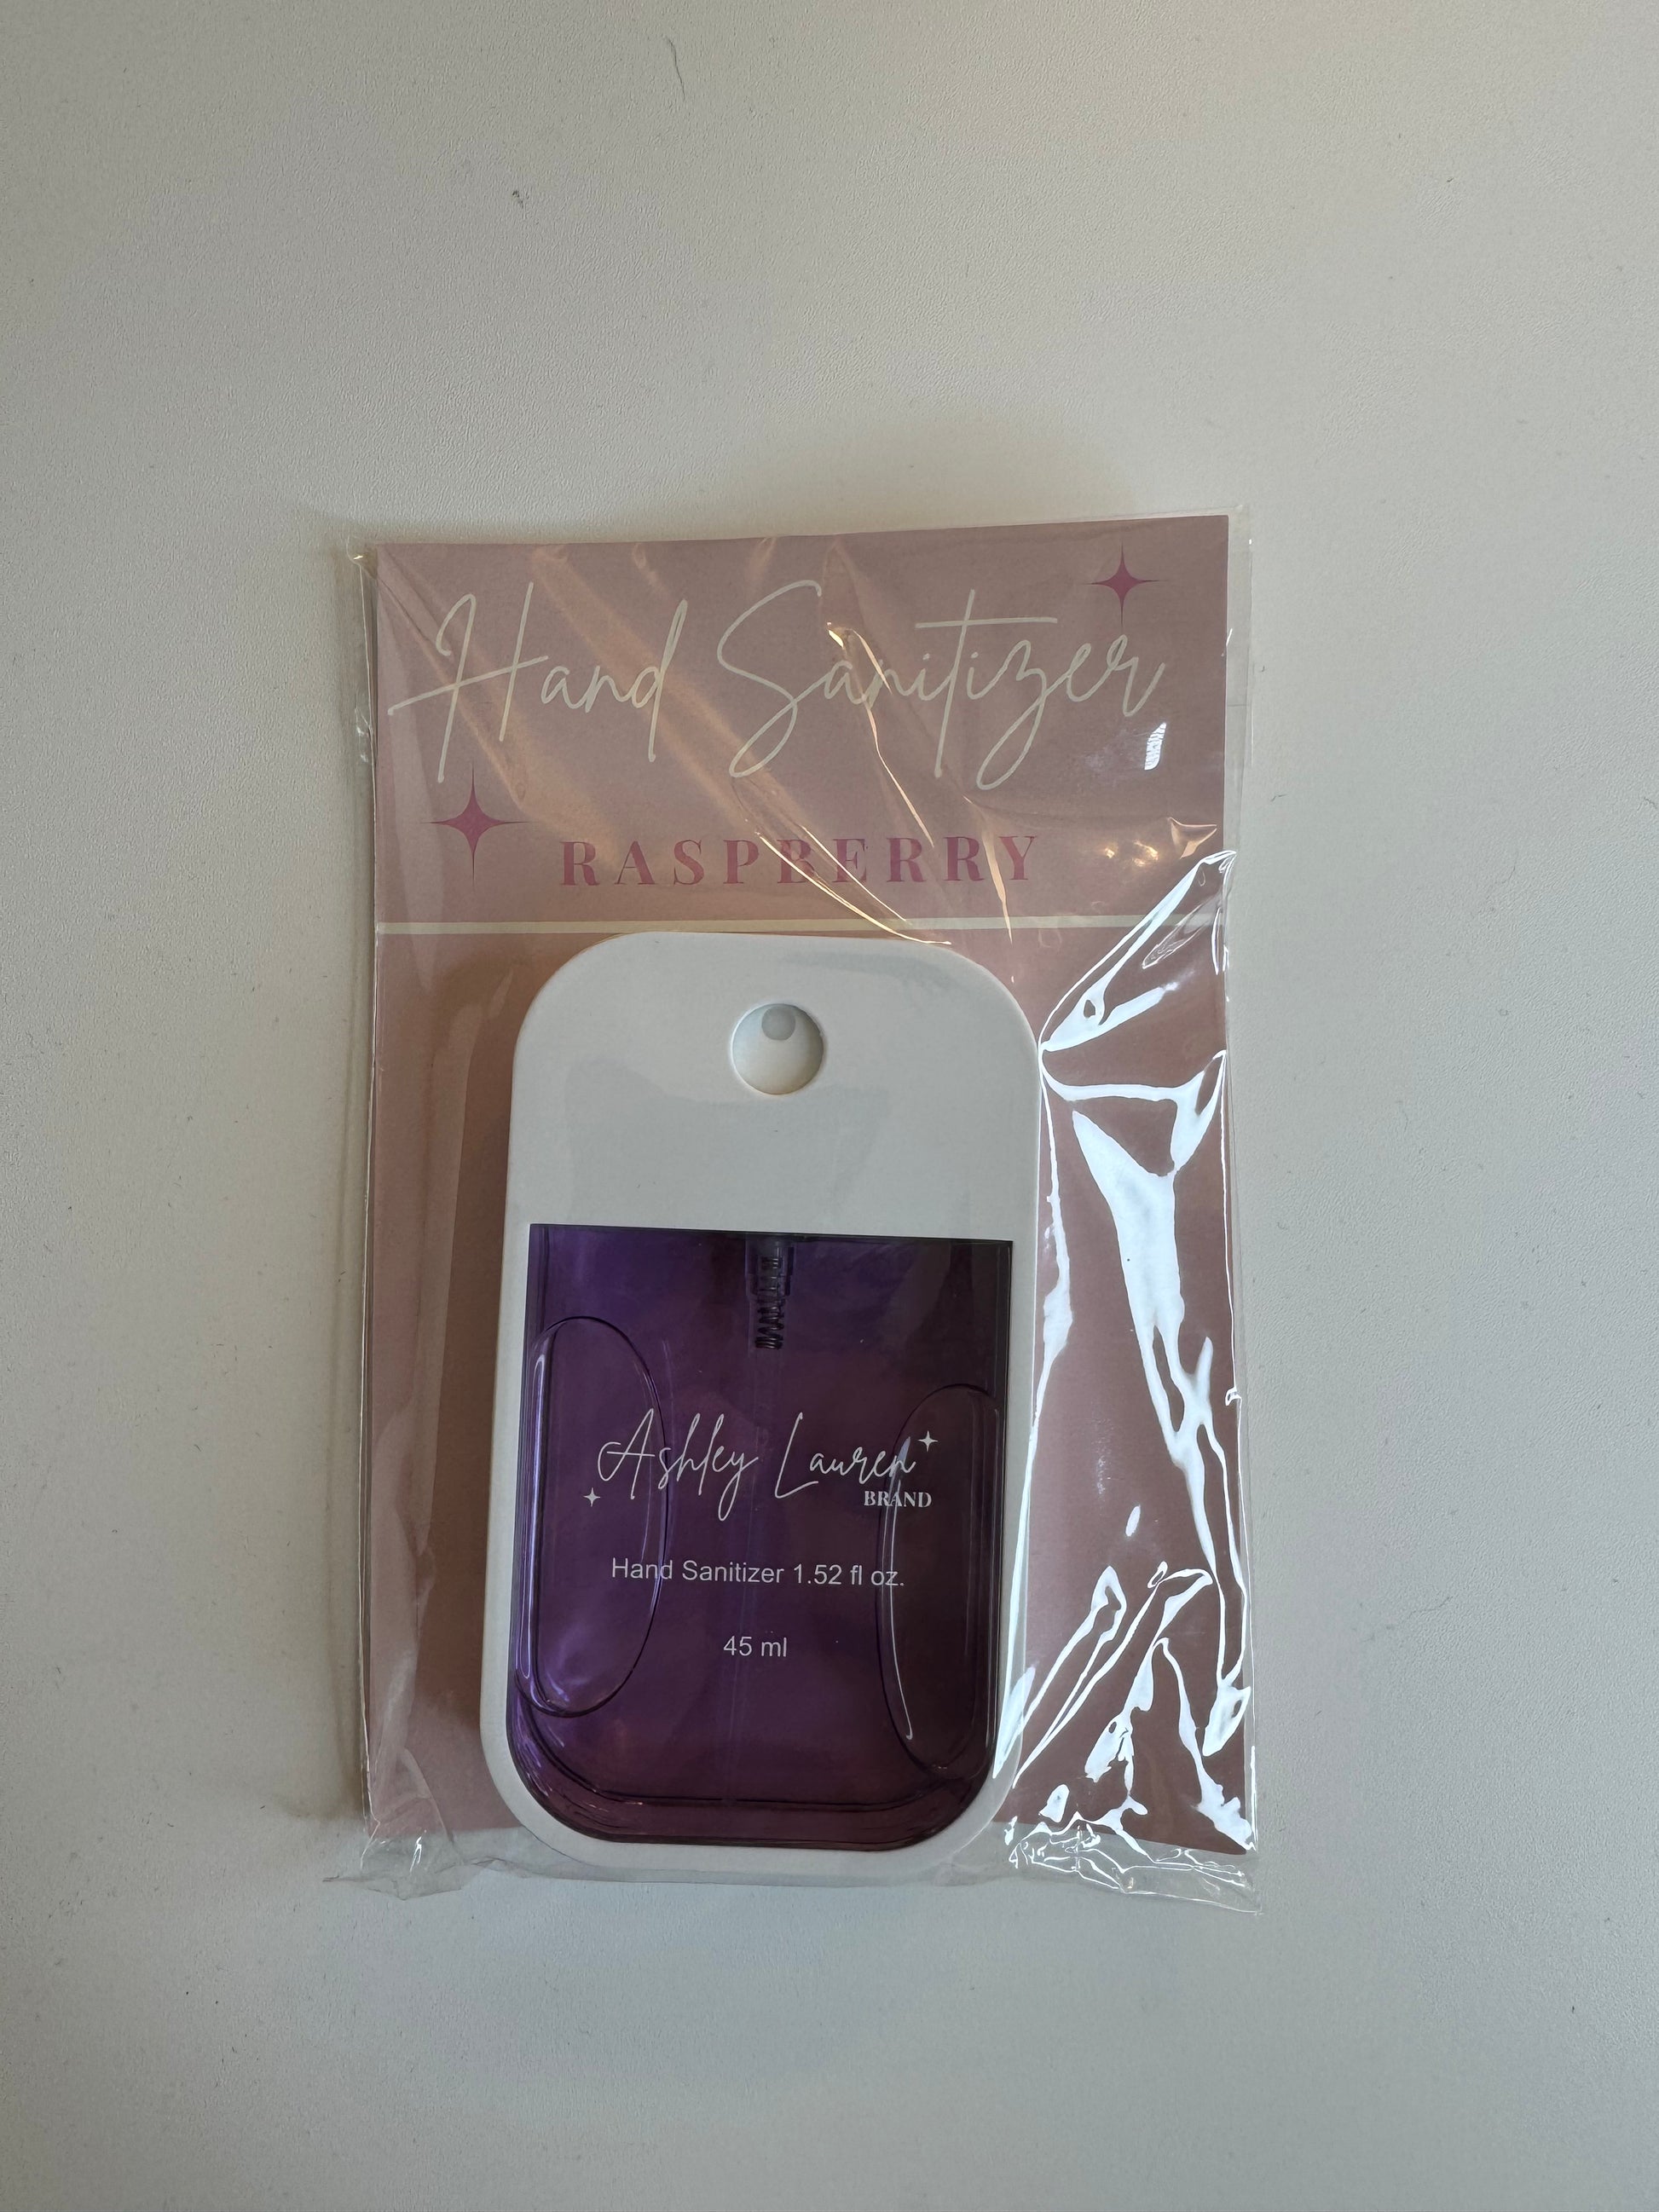 Hand Sanitizer
RASPBERRY
Ashley Lauren
BRAND
Hand Sanitizer 1.52 fl oz.
45 ml